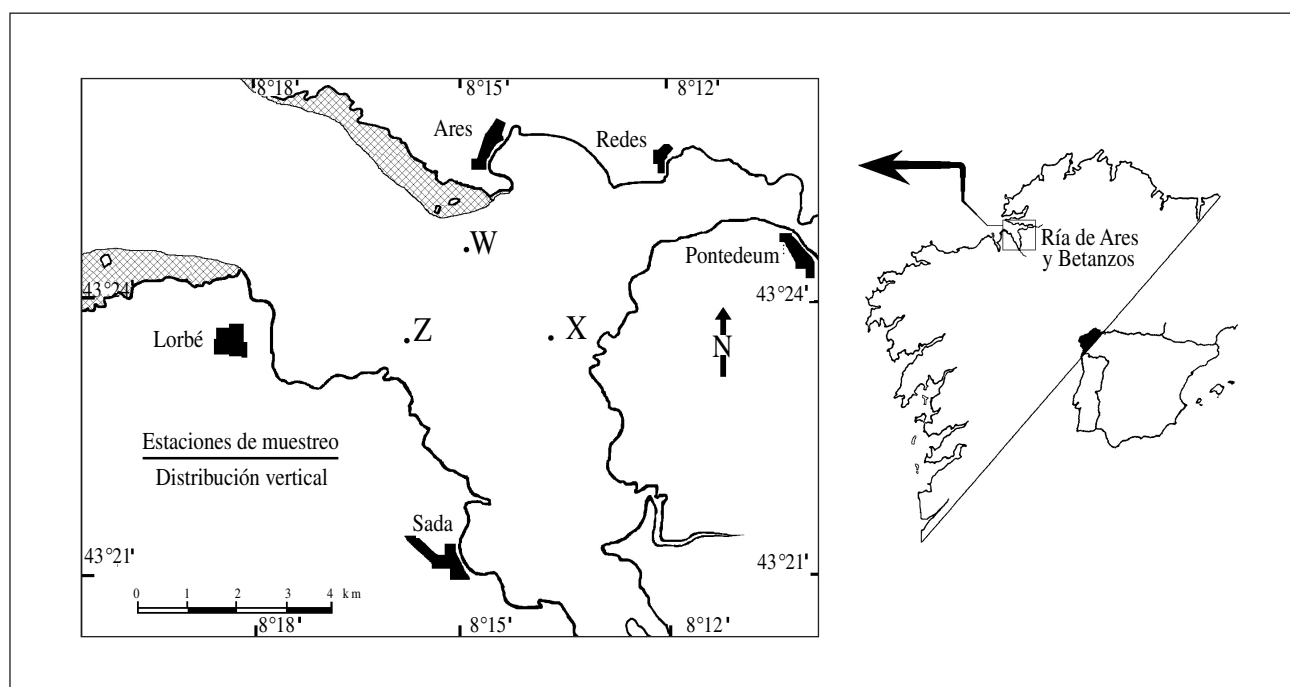 8°18'
8°15'
8°12'
Ares
Redes
W
Pontedeum
43°24'
43°24'
Lorbé
Z
X
N
Estaciones de muestreo
Distribución vertical
Sada
43°21'
43°21'
0 1 2 3 4 km
8°18'
8°15'
8°12'
Ría de Ares
y Betanzos